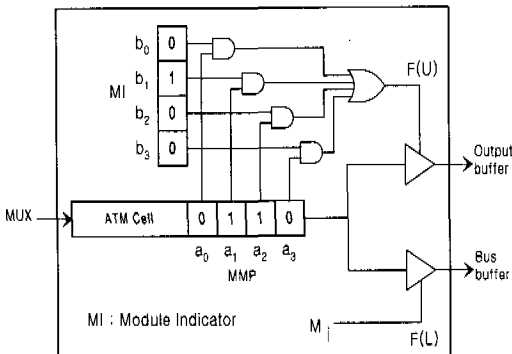 b0 0
b1 1
MI
b2 0
b3 0
F(U)
Output buffer
MUX
ATM Cell 0 1 1 0
a0 a1 a2 a3
MMP
Bus buffer
MI : Module Indicator
Mj
F(L)